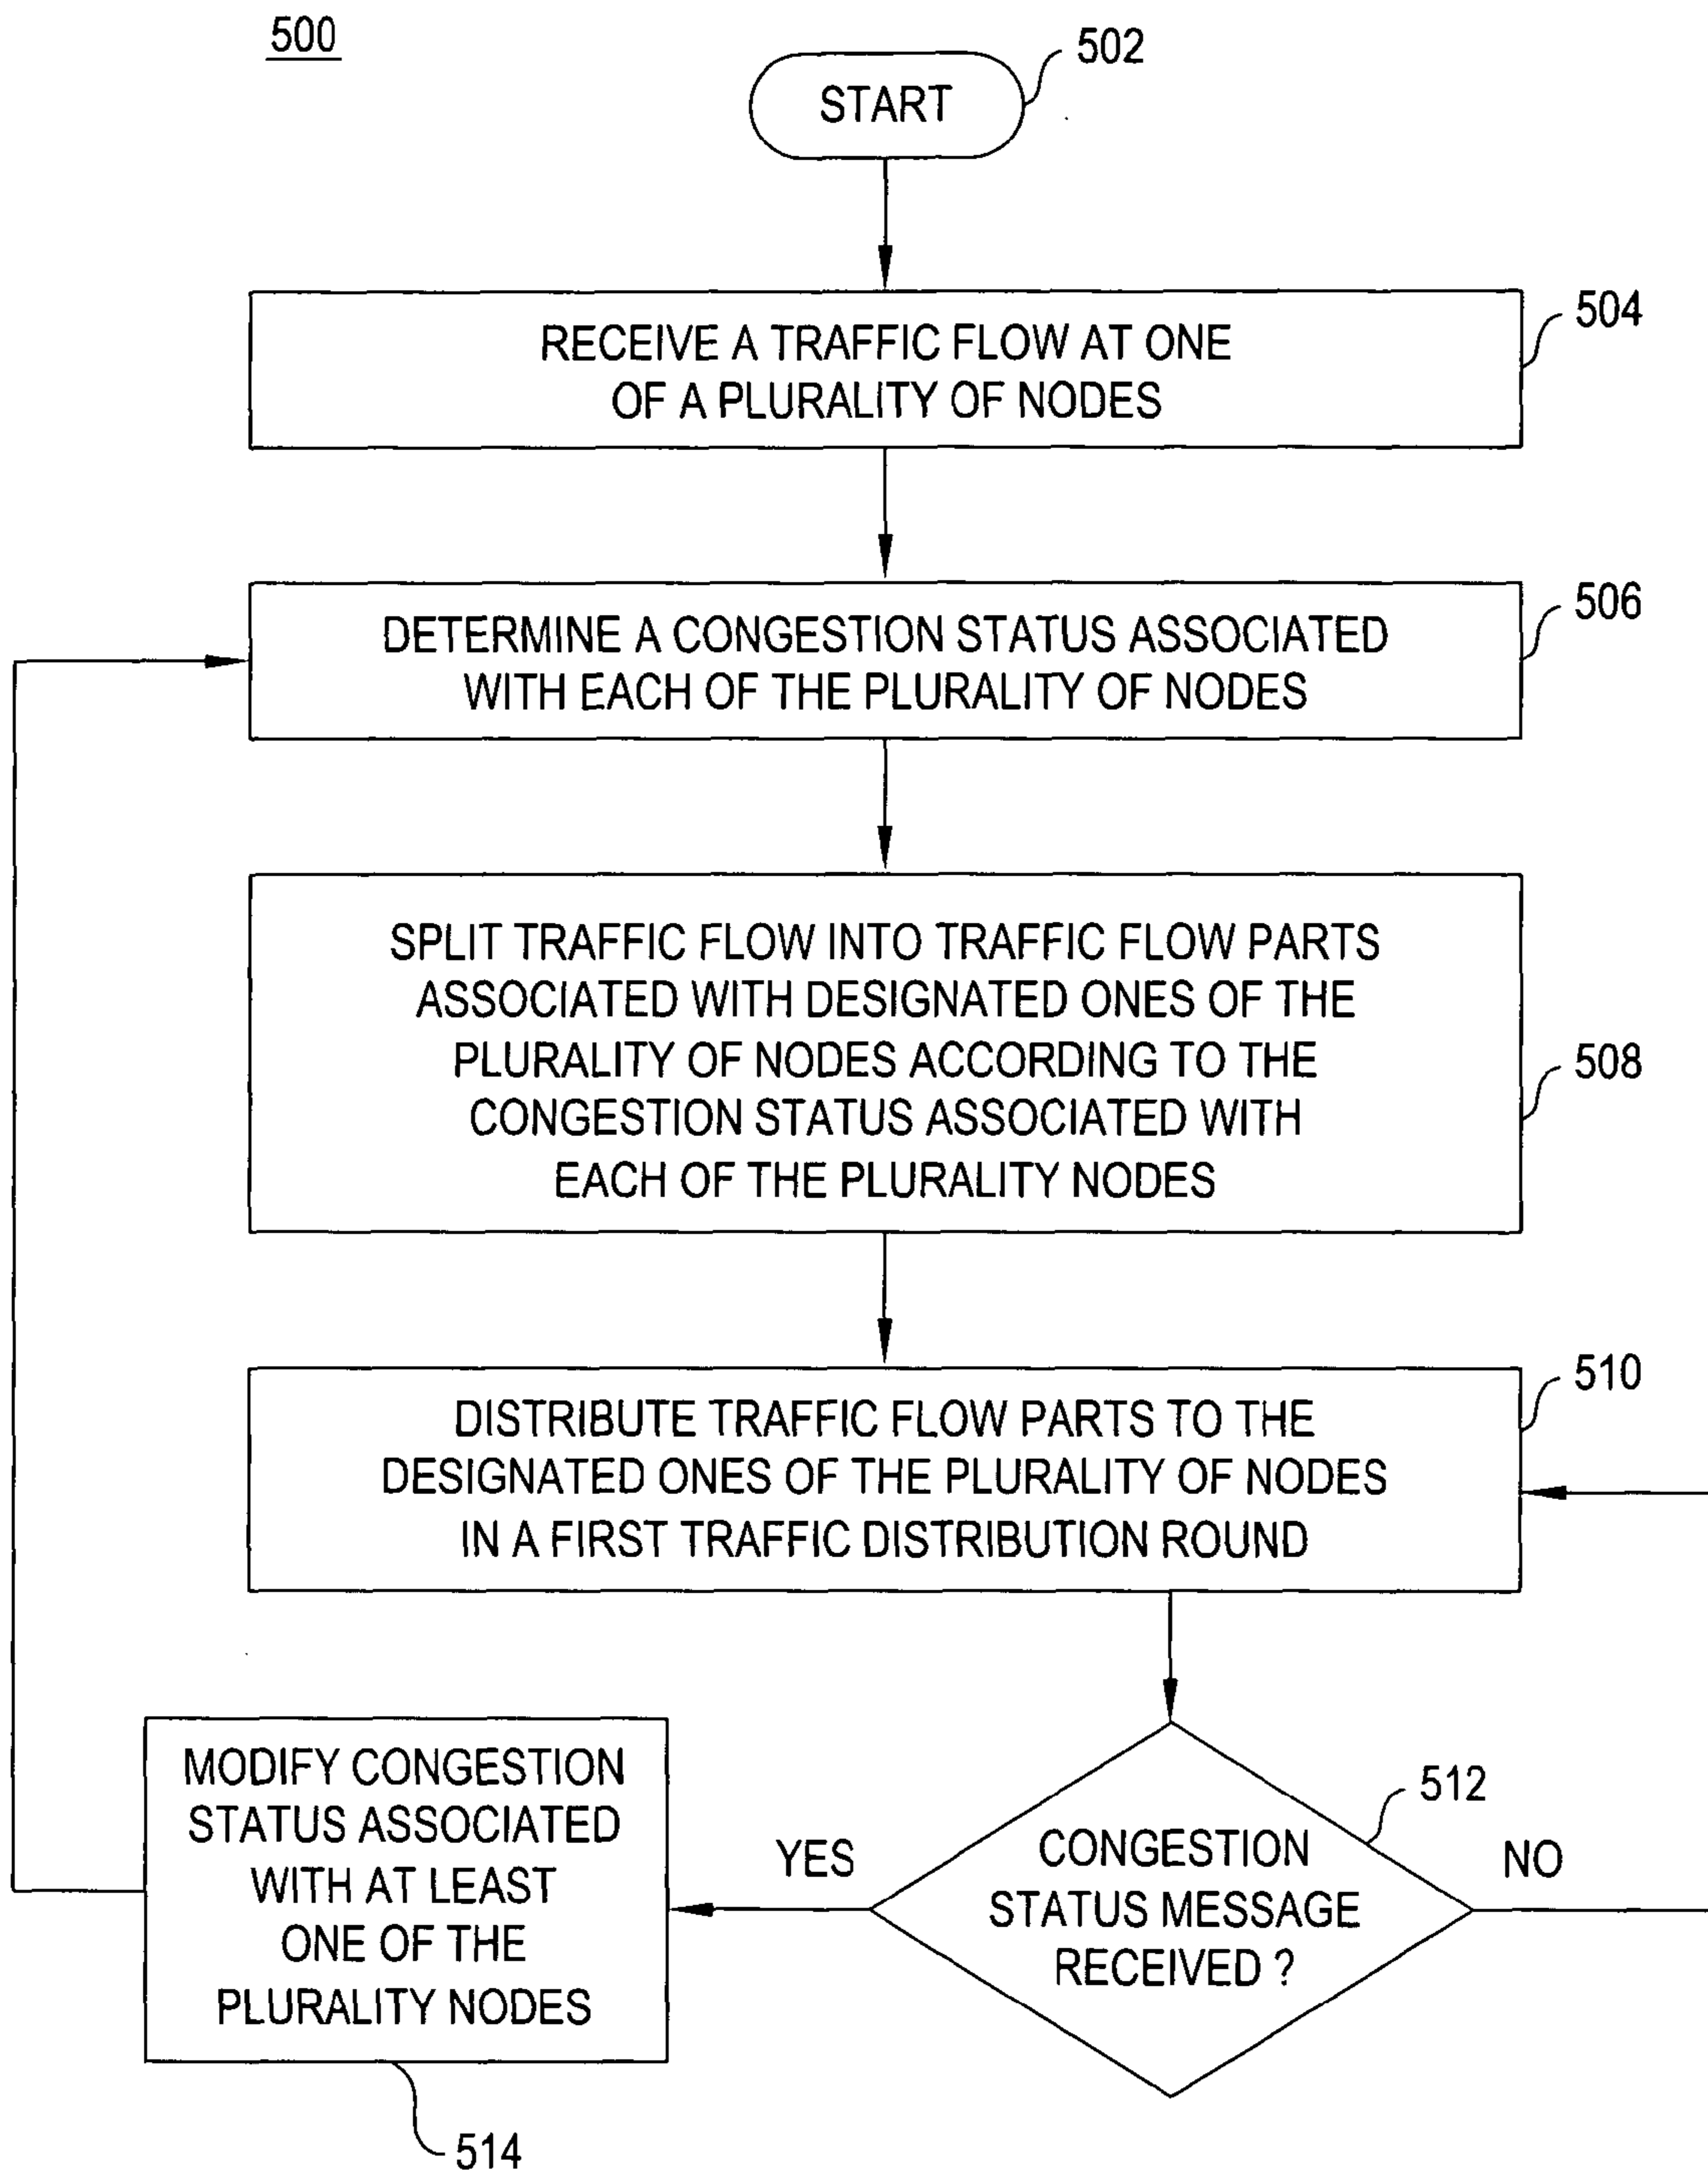 500
START
502
RECEIVE A TRAFFIC FLOW AT ONE
OF A PLURALITY OF NODES
504
DETERMINE A CONGESTION STATUS ASSOCIATED
WITH EACH OF THE PLURALITY OF NODES
506
SPLIT TRAFFIC FLOW INTO TRAFFIC FLOW PARTS
ASSOCIATED WITH DESIGNATED ONES OF THE
PLURALITY OF NODES ACCORDING TO THE
CONGESTION STATUS ASSOCIATED WITH
EACH OF THE PLURALITY NODES
508
DISTRIBUTE TRAFFIC FLOW PARTS TO THE
DESIGNATED ONES OF THE PLURALITY OF NODES
IN A FIRST TRAFFIC DISTRIBUTION ROUND
510
CONGESTION
STATUS MESSAGE
RECEIVED ?
512
YES
NO
MODIFY CONGESTION
STATUS ASSOCIATED
WITH AT LEAST
ONE OF THE
PLURALITY NODES
514